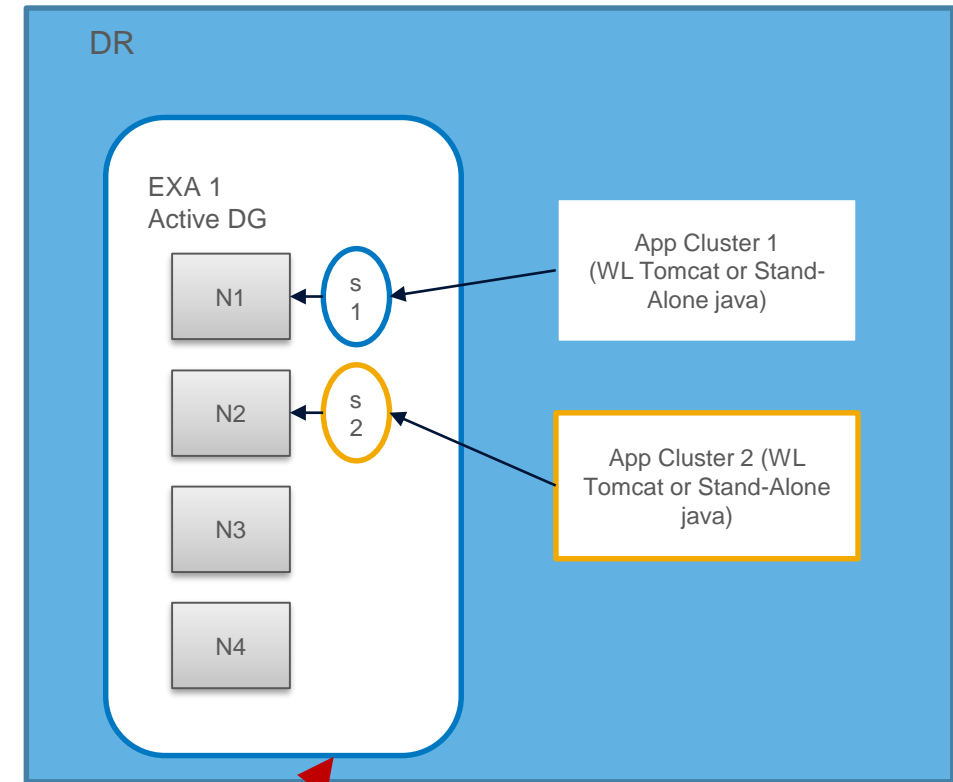 DR
EXA 1
Active DG
N1
s
1
App Cluster 1
(WL Tomcat or Stand-
Alone java)
N2
s
2
App Cluster 2 (WL
Tomcat or Stand-Alone
java)
N3
N4